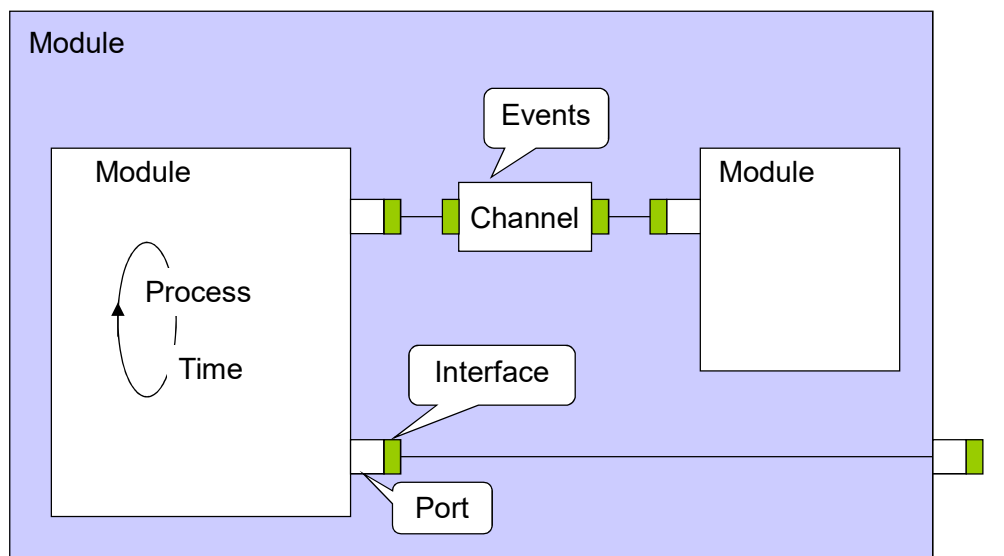 Module
Events
Module
Module
Channel
Process
Time
Interface
Port